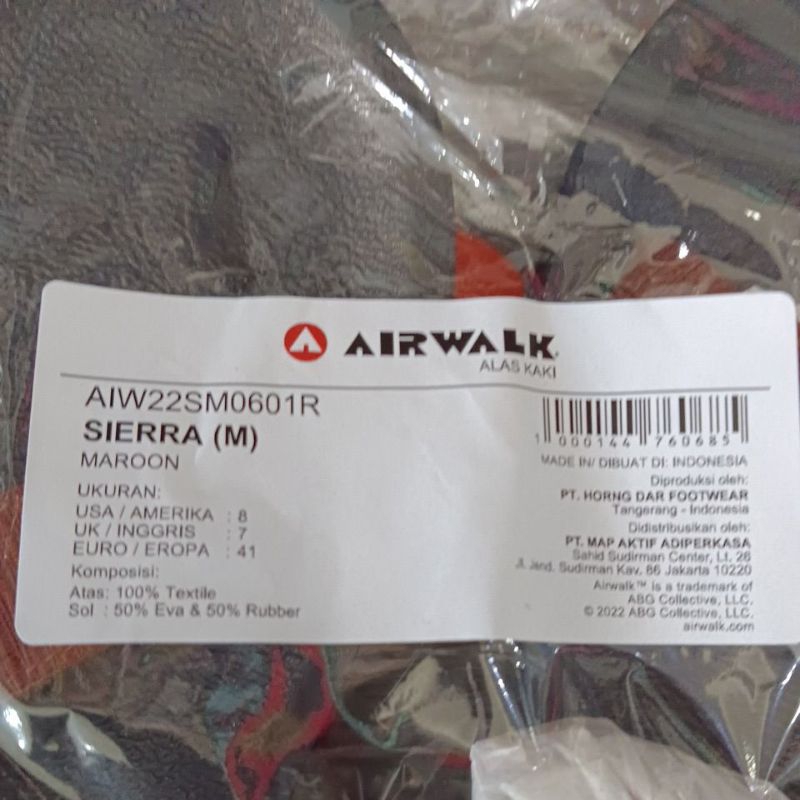 AIRWALK
ALAS KAKI
AIW22SM0601R
SIERRA (M)
MAROON
UKURAN:
USA / AMERIKA : 8
UK / INGGRIS : 7
EURO / EROPA : 41
Komposisi:
Atas: 100% Textile
Sol : 50% Eva & 50% Rubber
1 000144 760685
MADE IN/ DIBUAT DI: INDONESIA
Diproduksi oleh:
PT. HORNG DAR FOOTWEAR
Tangerang - Indonesia
Didistribusikan oleh:
PT. MAP AKTIF ADIPERKASA
Sahid Sudirman Center, Lt. 26
Jl. Jend. Sudirman Kav. 86 Jakarta 10220
Airwalk™ is a trademark of
ABG Collective, LLC.
© 2022 ABG Collective, LLC.
airwalk.com